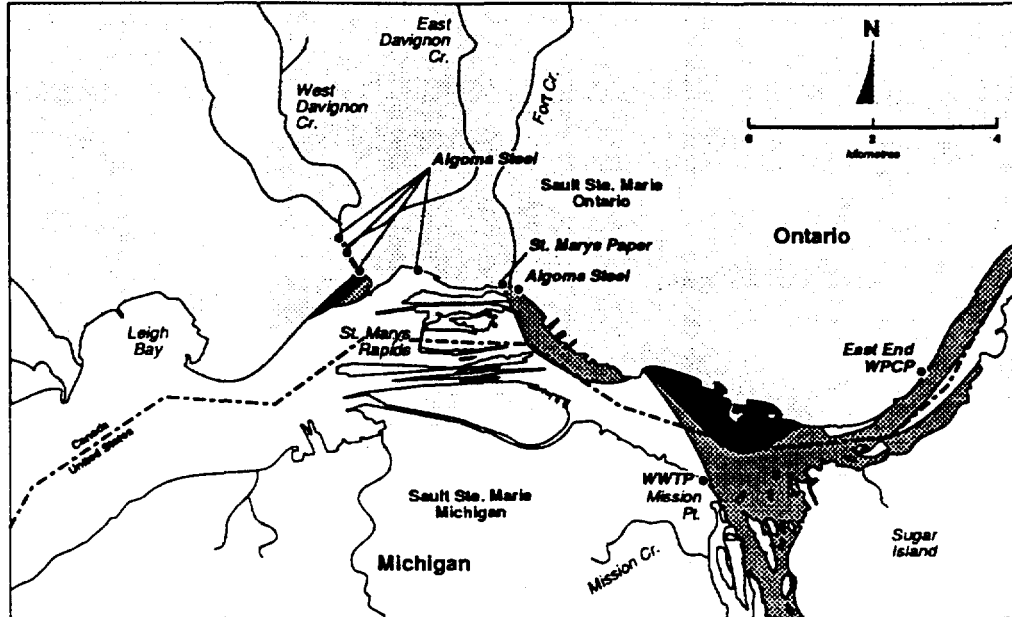 East
Davignon
Cr.
N
West
Davignon
Cr.
Fort Cr.
0
2
4
kilometres
Algoma Steel
Sault Ste. Marie
Ontario
Ontario
St. Marys Paper
Algoma Steel
Leigh
Bay
St. Marys
Rapids
East End
WPCP
Canada
United States
WWTP
Mission
Pt.
Sault Ste. Marie
Michigan
Michigan
Mission Cr.
Sugar
Island